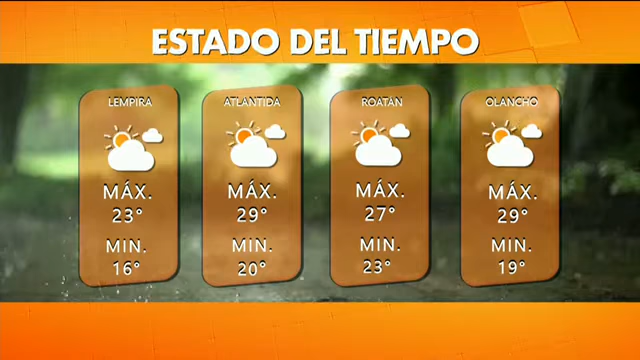 ESTADO DEL TIEMPO
LEMPIRA
MÁX.
23°
MIN.
16°
ATLANTIDA
MÁX.
29°
MIN.
20°
ROATAN
MÁX.
27°
MIN.
23°
OLANCHO
MÁX.
29°
MIN.
19°